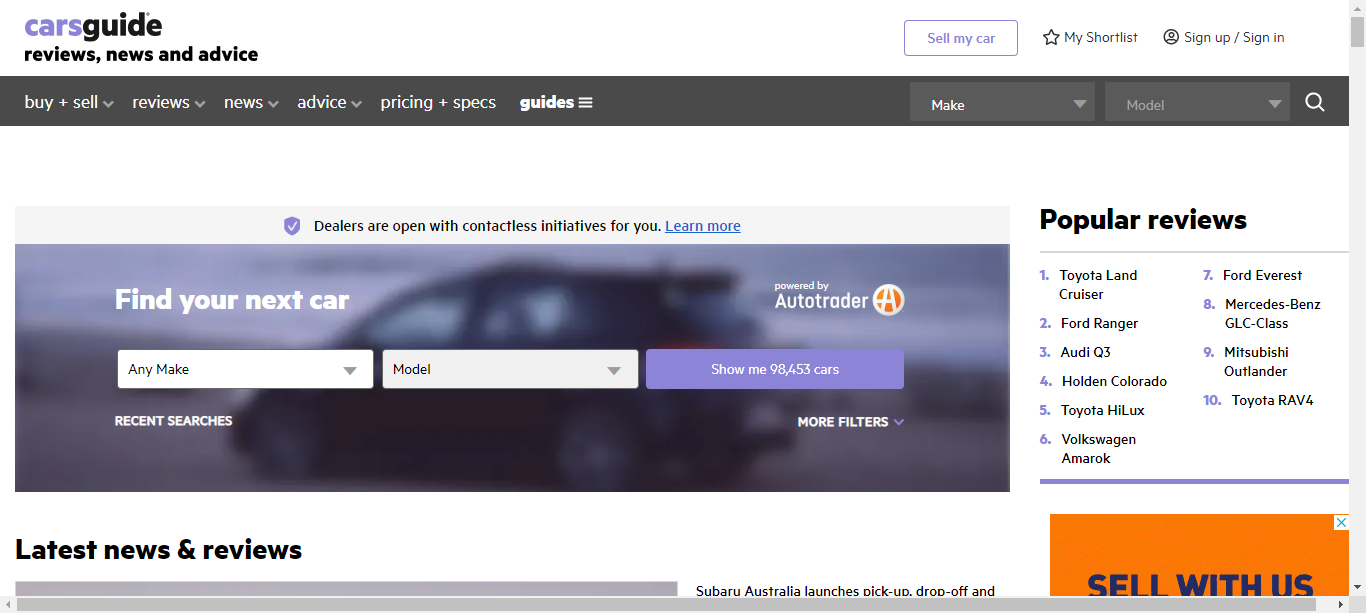 carsguide
reviews, news and advice
Sell my car
My Shortlist
Sign up / Sign in
buy + sell
reviews
news
advice
pricing + specs
guides
Make
Model
Dealers are open with contactless initiatives for you. Learn more
Find your next car
powered by
Autotrader
Any Make
Model
Show me 98,453 cars
RECENT SEARCHES
MORE FILTERS
Popular reviews
1. Toyota Land
Cruiser
2. Ford Ranger
3. Audi Q3
4. Holden Colorado
5. Toyota HiLux
6. Volkswagen
Amarok
7. Ford Everest
8. Mercedes-Benz
GLC-Class
9. Mitsubishi
Outlander
10. Toyota RAV4
Latest news & reviews
Subaru Australia launches pick-up, drop-off and
SELL WITH US